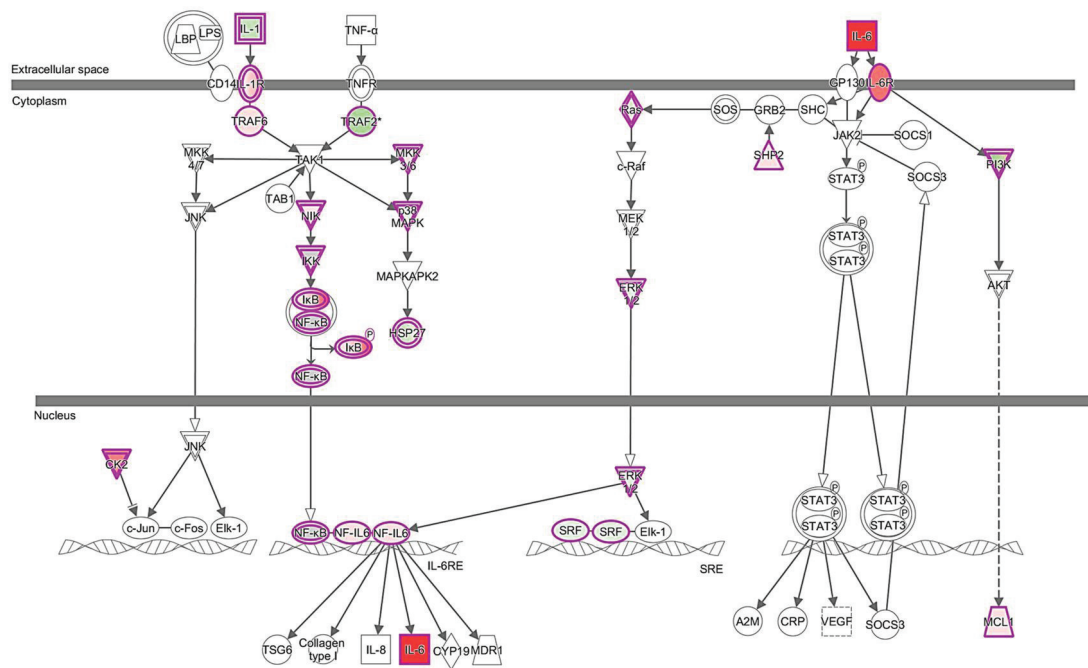 LBP
LPS
IL-1
TNF-α
IL-6
Extracellular space
CD14
IL-1R
TNFR
GP130
IL-6R
Cytoplasm
TRAF6
TRAF2*
Ras
SOS
GRB2
SHC
JAK2
SOCS1
MKK
4/7
TAK1
MKK
3/6
c-Raf
SHP2
STAT3
P
SOCS3
PI3K
TAB1
JNK
NIK
p38
MAPK
MEK
1/2
STAT3
P
STAT3
IKK
MAPKAPK2
ERK
1/2
AKT
IκB
NF-κB
IκB
P
HSP27
NF-κB
Nucleus
CK2
JNK
ERK
1/2
c-Jun
c-Fos
Elk-1
NF-κB
NF-IL6
NF-IL6
IL-6RE
SRF
SRF
Elk-1
SRE
STAT3
P
STAT3
P
STAT3
P
STAT3
P
TSG6
Collagen
type I
IL-8
IL-6
CYP19
MDR1
A2M
CRP
VEGF
SOCS3
MCL1